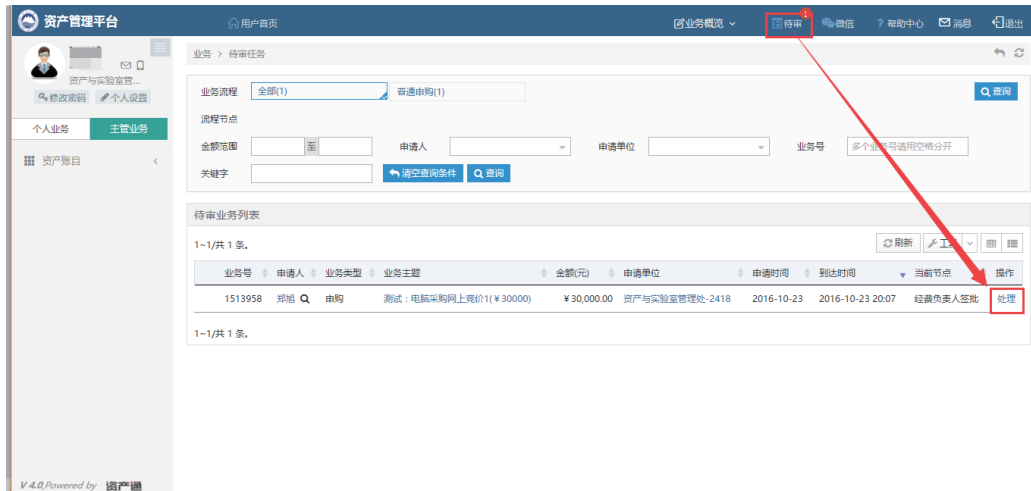 资产管理平台 用户首页 业务概览 待审 1 微信 ? 帮助中心 消息 退出
业务 > 待审任务
资产与实验室管...
修改密码 个人设置
个人业务 主管业务
资产账目
业务流程 全部(1) 普通申购(1) 查询
流程节点
金额范围 至 申请人 申请单位 业务号 多个业务号请用空格分开
关键字 清空查询条件 查询
待审业务列表
1~1/共 1 条。 刷新 工具
业务号 申请人 业务类型 业务主题 金额(元) 申请单位 申请时间 到达时间 当前节点 操作
1513958 郑旭 申购 测试：电脑采购网上竞价1(¥30000) ¥30,000.00 资产与实验室管理处-2418 2016-10-23 2016-10-23 20:07 经费负责人签批 处理
1~1/共 1 条。
V 4.0,Powered by 资产通